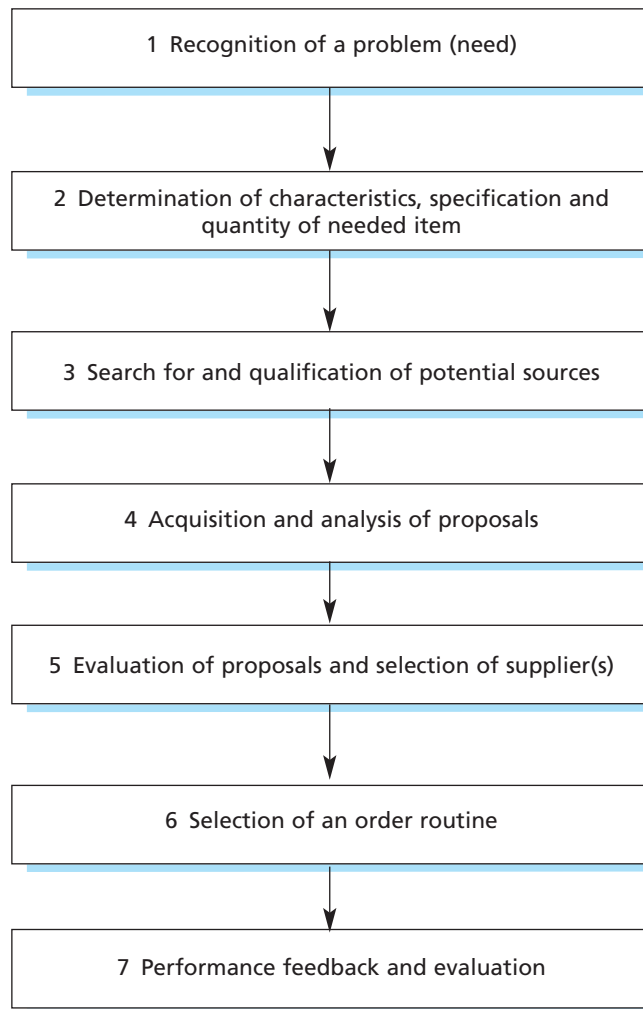 1 Recognition of a problem (need)
2 Determination of characteristics, specification and
quantity of needed item
3 Search for and qualification of potential sources
4 Acquisition and analysis of proposals
5 Evaluation of proposals and selection of supplier(s)
6 Selection of an order routine
7 Performance feedback and evaluation